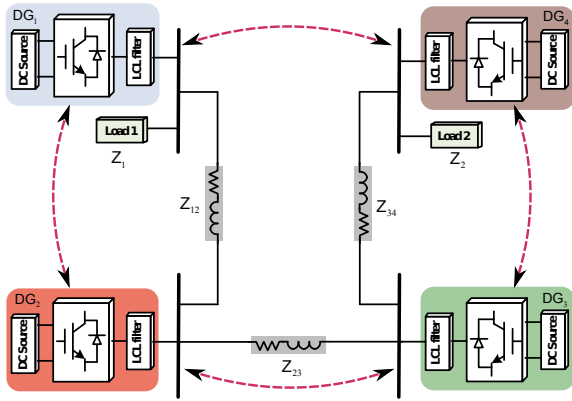 DG₁
DC Source
LCL filter
Load 1
Z₁
DG₄
LCL filter
DC Source
Load 2
Z₂
Z₁₂
Z₃₄
DG₂
DC Source
LCL filter
Z₂₃
DG₃
LCL filter
DC Source